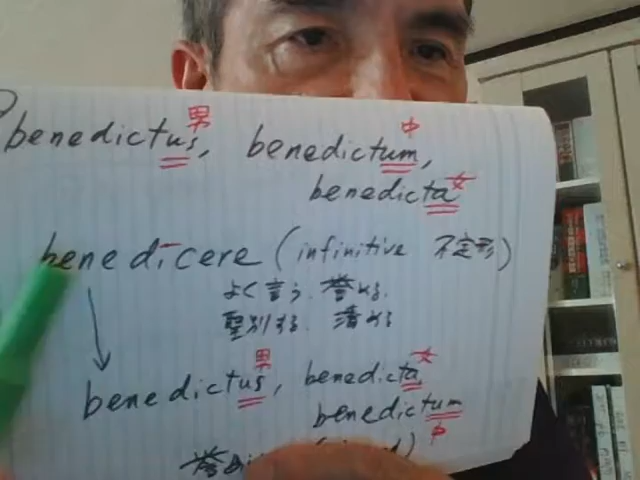 男
benedictus, benedictum,
中
benedicta
女
benedīcere (infinitive 不定形)
よく言う. 誉める.
聖別する. 清める
男
benedictus, benedicta
女
benedictum
中